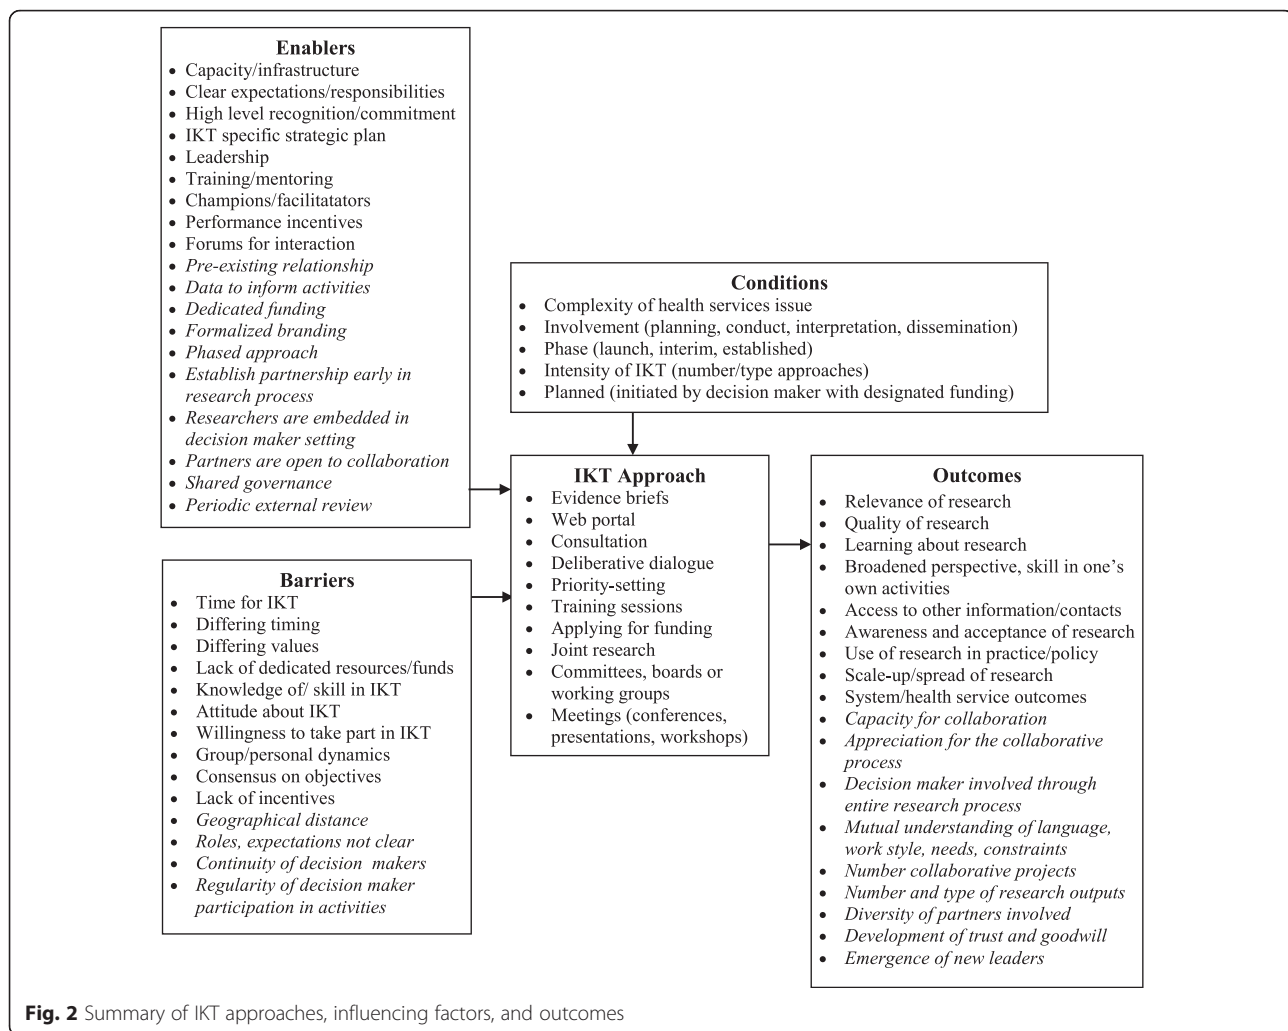 Enablers
• Capacity/infrastructure
• Clear expectations/responsibilities
• High level recognition/commitment
• IKT specific strategic plan
• Leadership
• Training/mentoring
• Champions/facilitatators
• Performance incentives
• Forums for interaction
• Pre-existing relationship
• Data to inform activities
• Dedicated funding
• Formalized branding
• Phased approach
• Establish partnership early in
research process
• Researchers are embedded in
decision maker setting
• Partners are open to collaboration
• Shared governance
• Periodic external review
Barriers
• Time for IKT
• Differing timing
• Differing values
• Lack of dedicated resources/funds
• Knowledge of/ skill in IKT
• Attitude about IKT
• Willingness to take part in IKT
• Group/personal dynamics
• Consensus on objectives
• Lack of incentives
• Geographical distance
• Roles, expectations not clear
• Continuity of decision makers
• Regularity of decision maker
participation in activities
Conditions
• Complexity of health services issue
• Involvement (planning, conduct, interpretation, dissemination)
• Phase (launch, interim, established)
• Intensity of IKT (number/type approaches)
• Planned (initiated by decision maker with designated funding)
IKT Approach
• Evidence briefs
• Web portal
• Consultation
• Deliberative dialogue
• Priority-setting
• Training sessions
• Applying for funding
• Joint research
• Committees, boards or
working groups
• Meetings (conferences,
presentations, workshops)
Outcomes
• Relevance of research
• Quality of research
• Learning about research
• Broadened perspective, skill in one's
own activities
• Access to other information/contacts
• Awareness and acceptance of research
• Use of research in practice/policy
• Scale-up/spread of research
• System/health service outcomes
• Capacity for collaboration
• Appreciation for the collaborative
process
• Decision maker involved through
entire research process
• Mutual understanding of language,
work style, needs, constraints
• Number collaborative projects
• Number and type of research outputs
• Diversity of partners involved
• Development of trust and goodwill
• Emergence of new leaders
Fig. 2 Summary of IKT approaches, influencing factors, and outcomes